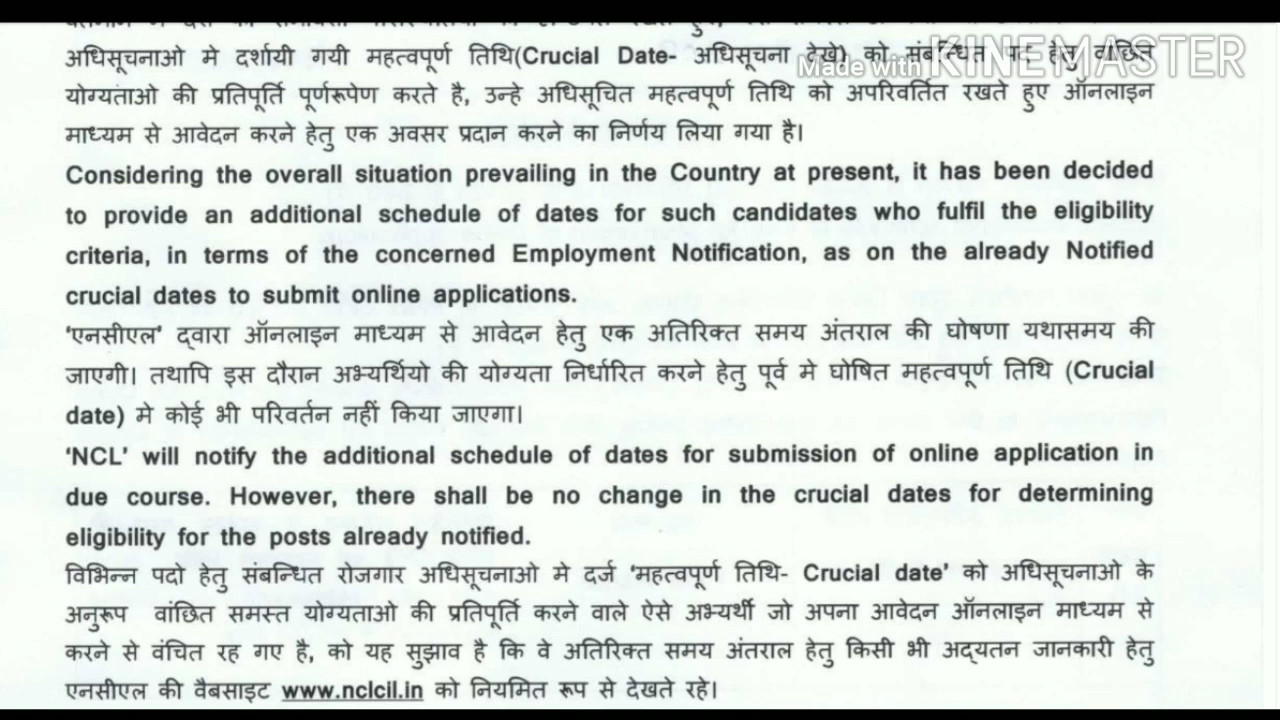 अधिसूचनाओ मे दर्शायी गयी महत्वपूर्ण तिथि(Crucial Date- अधिसूचना देखे) को संबन्धित पद हेतु वांछित
Made with KINEMASTER
योग्यताओ की प्रतिपूर्ति पूर्णरूपेण करते है, उन्हे अधिसूचित महत्वपूर्ण तिथि को अपरिवर्तित रखते हुए ऑनलाइन
माध्यम से आवेदन करने हेतु एक अवसर प्रदान करने का निर्णय लिया गया है।
Considering the overall situation prevailing in the Country at present, it has been decided
to provide an additional schedule of dates for such candidates who fulfil the eligibility
criteria, in terms of the concerned Employment Notification, as on the already Notified
crucial dates to submit online applications.
‘एनसीएल’ द्वारा ऑनलाइन माध्यम से आवेदन हेतु एक अतिरिक्त समय अंतराल की घोषणा यथासमय की
जाएगी। तथापि इस दौरान अभ्यर्थियो की योग्यता निर्धारित करने हेतु पूर्व मे घोषित महत्वपूर्ण तिथि (Crucial
date) मे कोई भी परिवर्तन नहीं किया जाएगा।
‘NCL’ will notify the additional schedule of dates for submission of online application in
due course. However, there shall be no change in the crucial dates for determining
eligibility for the posts already notified.
विभिन्न पदो हेतु संबन्धित रोजगार अधिसूचनाओ मे दर्ज ‘महत्वपूर्ण तिथि- Crucial date’ को अधिसूचनाओ के
अनुरूप वांछित समस्त योग्यताओ की प्रतिपूर्ति करने वाले ऐसे अभ्यर्थी जो अपना आवेदन ऑनलाइन माध्यम से
करने से वंचित रह गए है, को यह सुझाव है कि वे अतिरिक्त समय अंतराल हेतु किसी भी अद्यतन जानकारी हेतु
एनसीएल की वैबसाइट www.nclcil.in को नियमित रूप से देखते रहे।